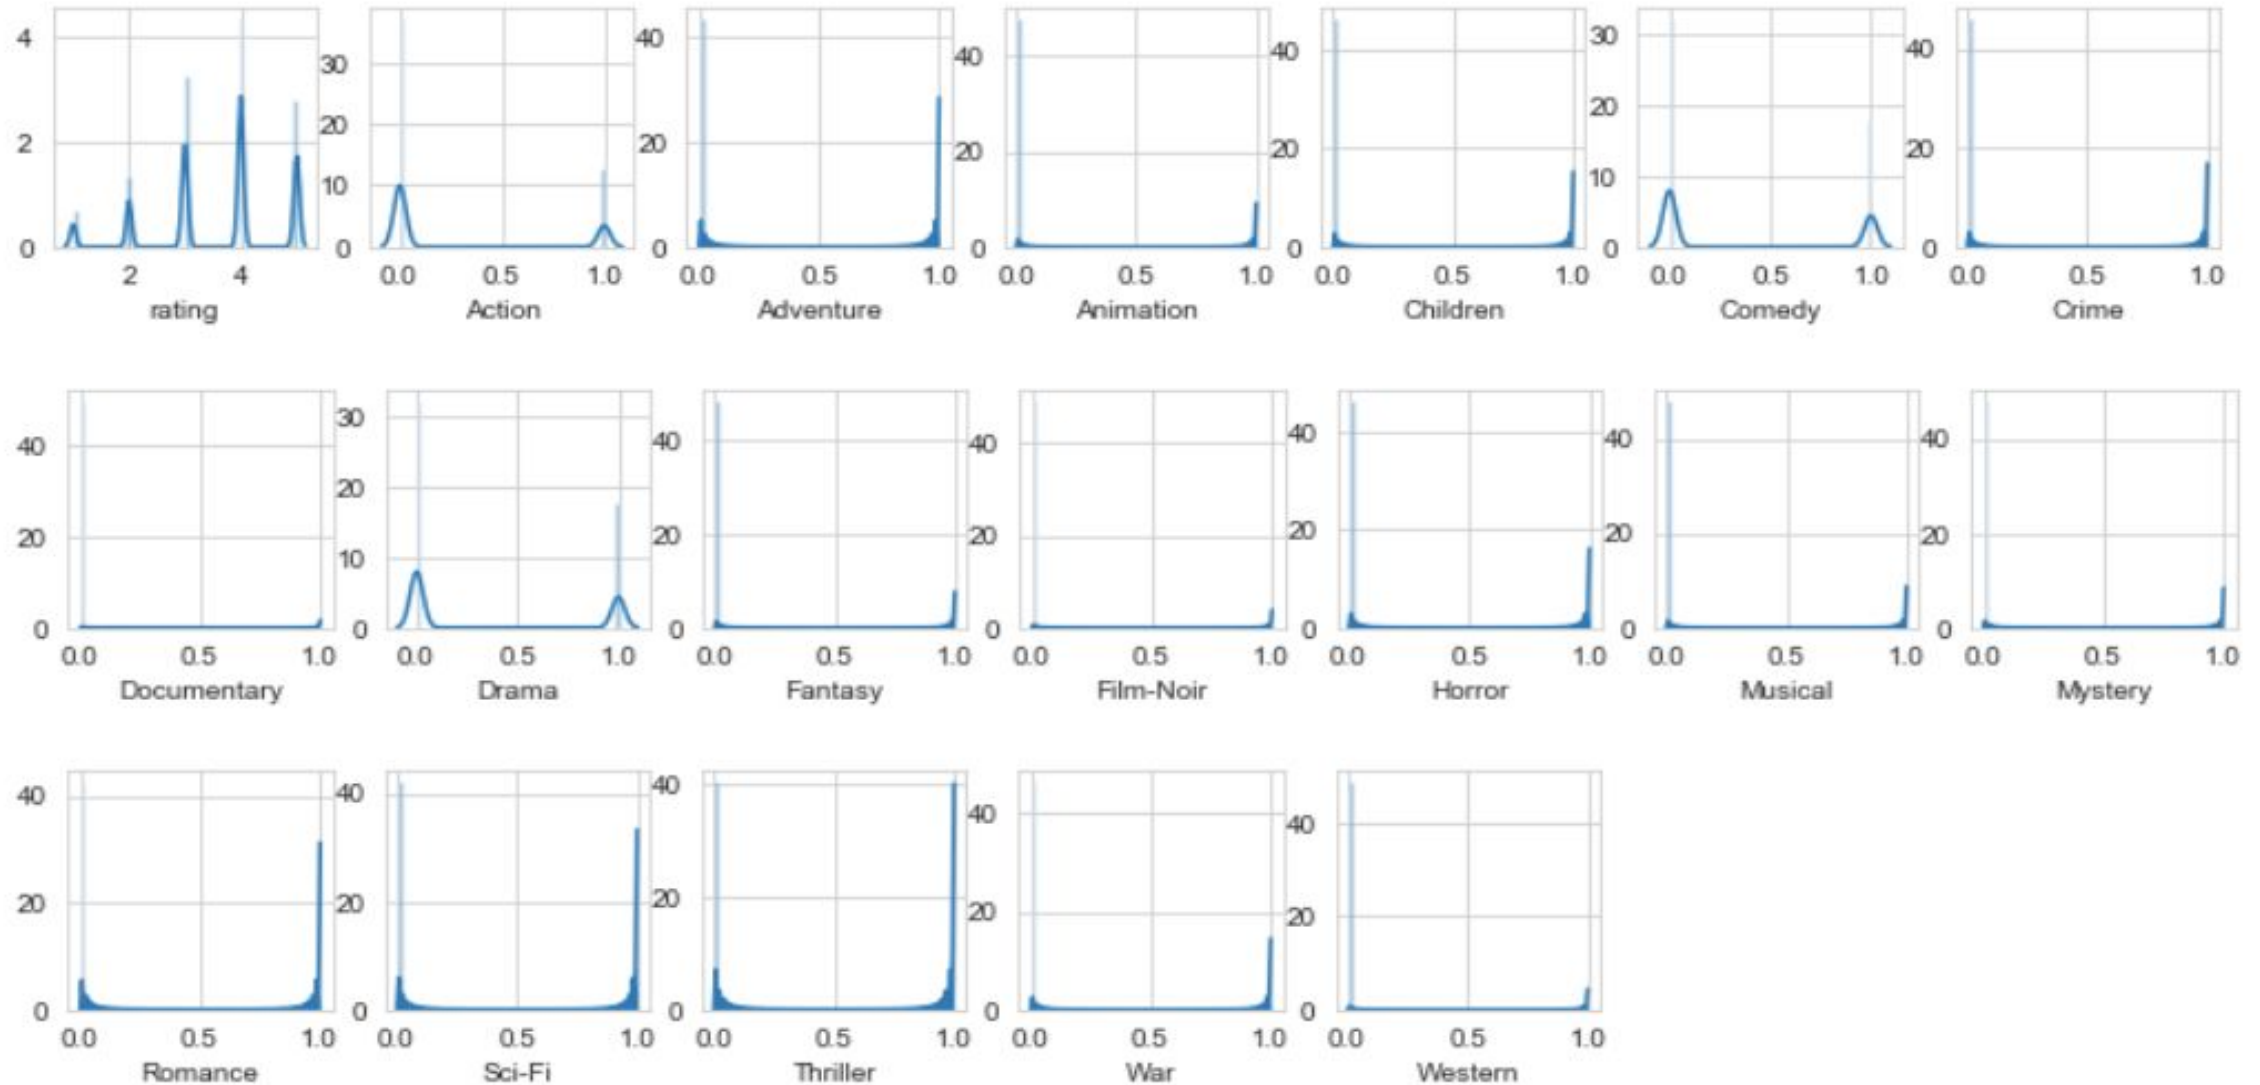 4 30 40 40 40 30 40
20 20
2 20 20 20 20
10 10
0 0 0 0 0 0 0
2 4 0.0 0.5 1.0 0.0 0.5 1.0 0.0 0.5 1.0 0.0 0.5 1.0 0.0 0.5 1.0 0.0 0.5 1.0
rating Action Adventure Animation Children Comedy Crime
40 30 40 40 40 40 40
20 20 20 20 20 20 20
10
0 0 0 0 0 0 0
0.0 0.5 1.0 0.0 0.5 1.0 0.0 0.5 1.0 0.0 0.5 1.0 0.0 0.5 1.0 0.0 0.5 1.0 0.0 0.5 1.0
Documentary Drama Fantasy Film-Noir Horror Musical Mystery
40 40 40 40 40
20 20 20 20 20
0 0 0 0 0
0.0 0.5 1.0 0.0 0.5 1.0 0.0 0.5 1.0 0.0 0.5 1.0 0.0 0.5 1.0
Romance Sci-Fi Thriller War Western